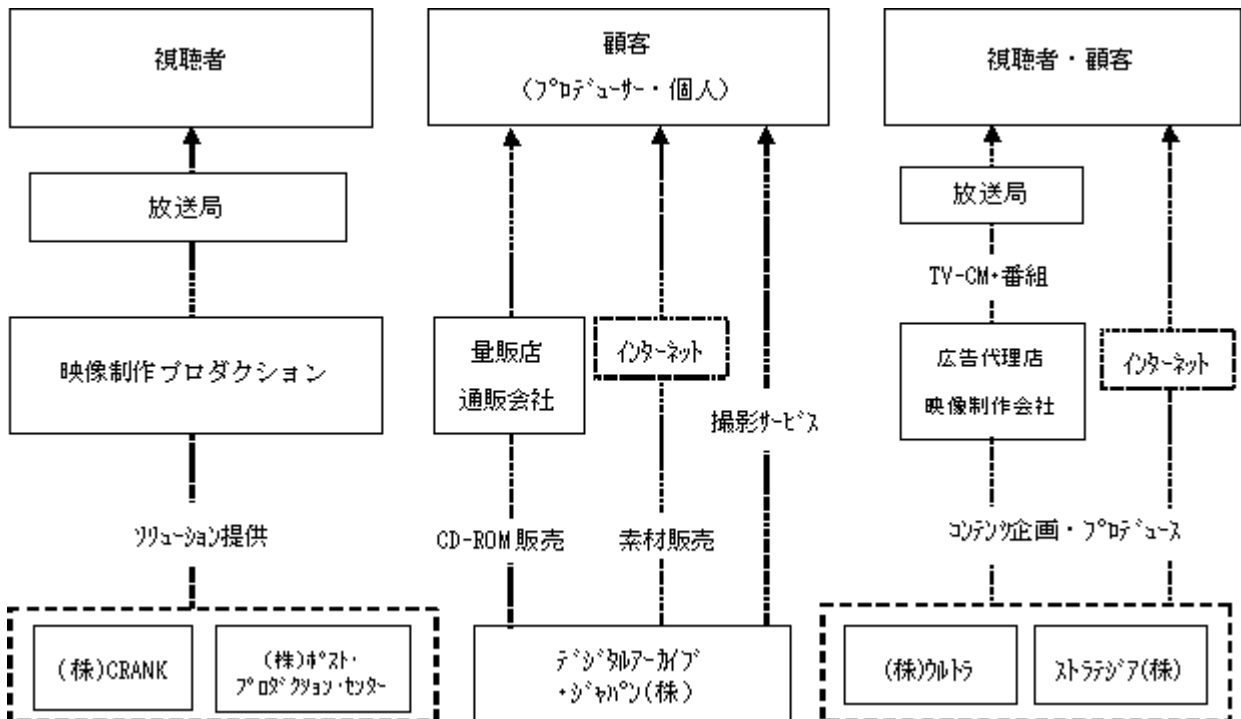 視聴者
放送局
映像制作プロダクション
ｿﾘｭｰｼｮﾝ提供
(株)CRANK
(株)ﾎﾟｽﾄ・
ﾌﾟﾛﾀﾞｸｼｮﾝ・ｾﾝﾀｰ
顧客
(ﾌﾟﾛﾃﾞｭｰｻｰ・個人)
量販店
通販会社
ｲﾝﾀｰﾈｯﾄ
撮影ｻｰﾋﾞｽ
CD-ROM販売
素材販売
ﾃﾞｼﾞﾀﾙｱｰｶｲﾌﾞ
・ｼﾞｬﾊﾟﾝ(株)
視聴者・顧客
放送局
TV-CM・番組
広告代理店
映像制作会社
ｲﾝﾀｰﾈｯﾄ
ｺﾝﾃﾝﾂ企画・ﾌﾟﾛﾃﾞｭｰｽ
(株)ｳﾙﾄﾗ
ｽﾄﾗﾃｼﾞｱ(株)